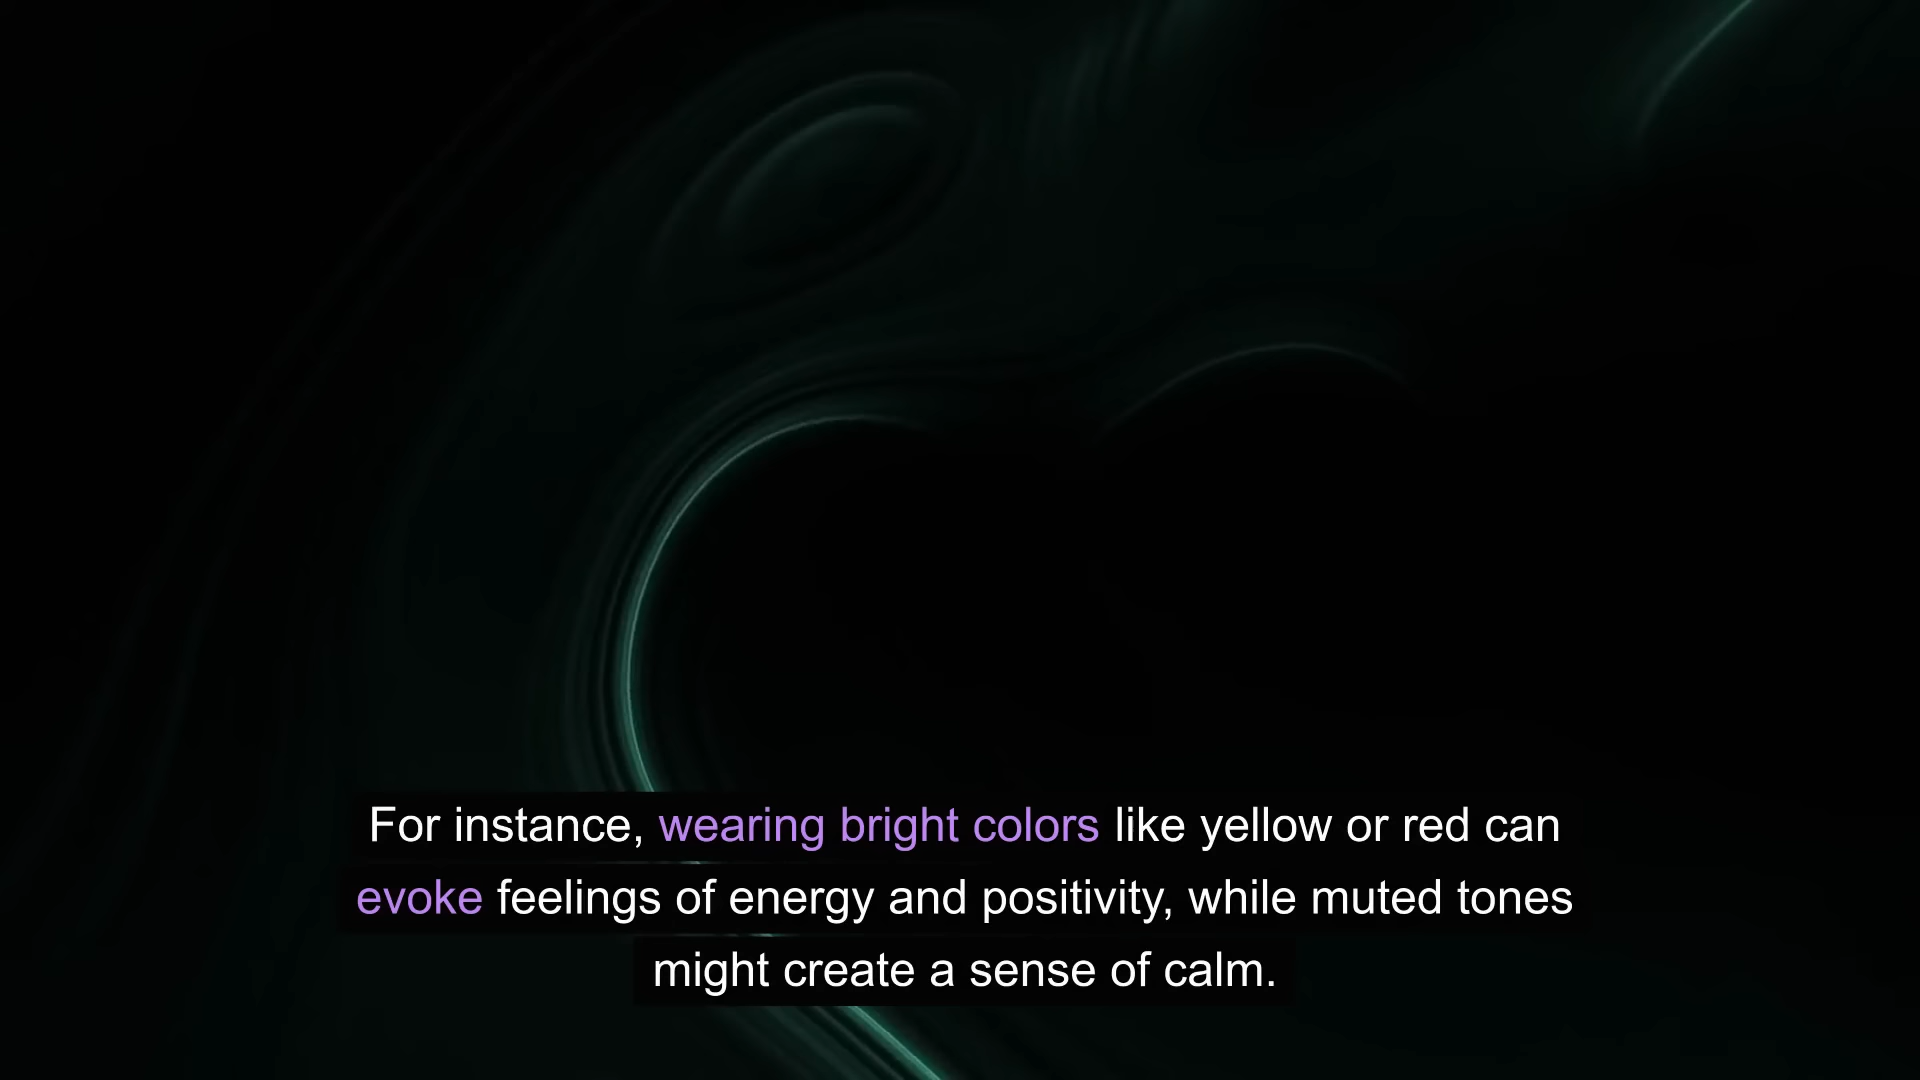 For instance, wearing bright colors like yellow or red can
evoke feelings of energy and positivity, while muted tones
might create a sense of calm.